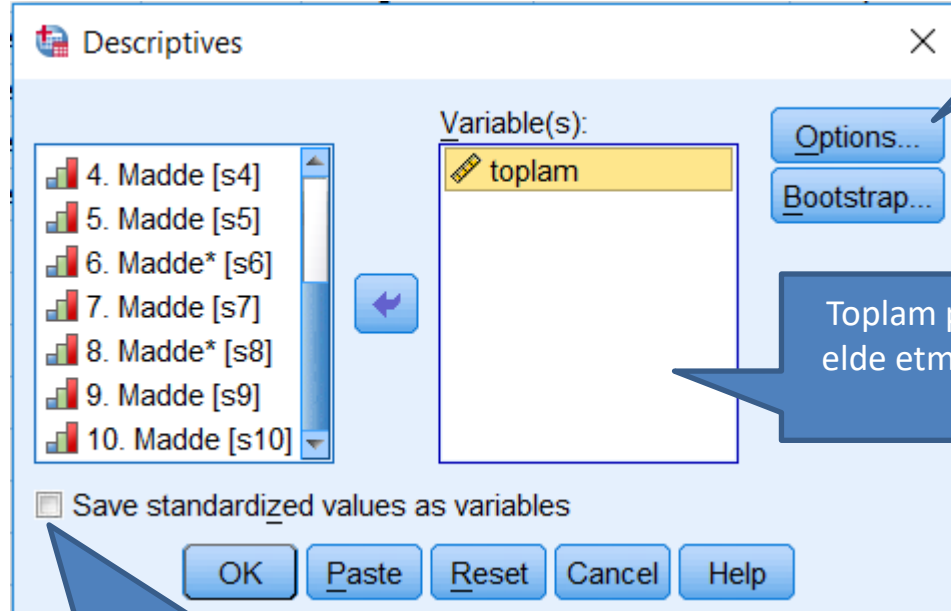 Descriptives
Variable(s):
4. Madde [s4]
5. Madde [s5]
6. Madde* [s6]
7. Madde [s7]
8. Madde* [s8]
9. Madde [s9]
10. Madde [s10]
toplam
Options...
Bootstrap...
Toplam
elde
Save standardized values as variables
OK Paste Reset Cancel Help